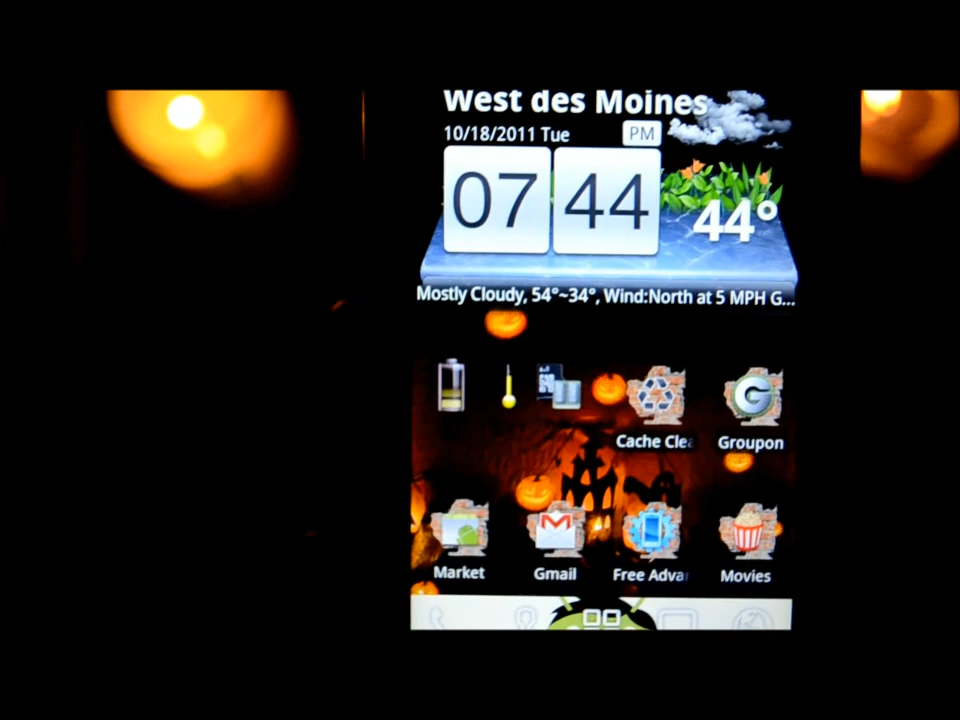 West des Moines
10/18/2011 Tue PM
07 44
44°
Mostly Cloudy, 54°~34°, Wind:North at 5 MPH G...
Cache Clea
G
Groupon
Market
Gmail
Free Adva
Movies